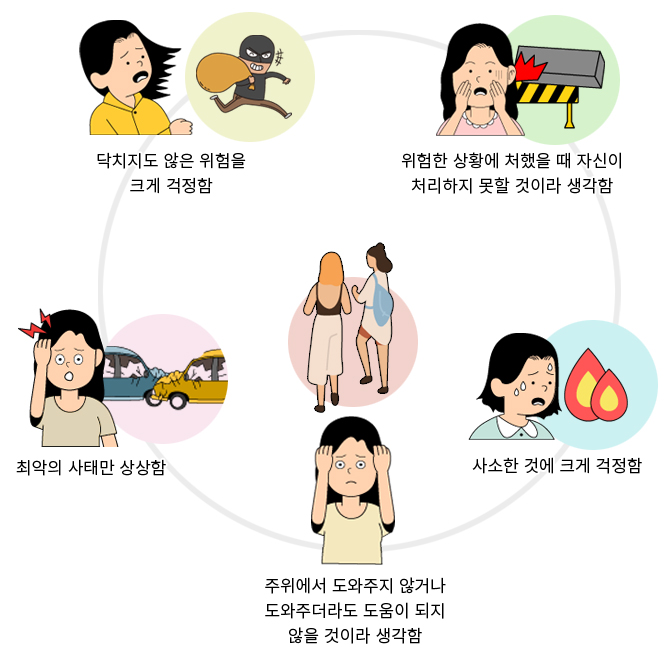 닥치지도 않은 위험을
크게 걱정함
위험한 상황에 처했을 때 자신이
처리하지 못할 것이라 생각함
최악의 사태만 상상함
사소한 것에 크게 걱정함
주위에서 도와주지 않거나
도와주더라도 도움이 되지
않을 것이라 생각함